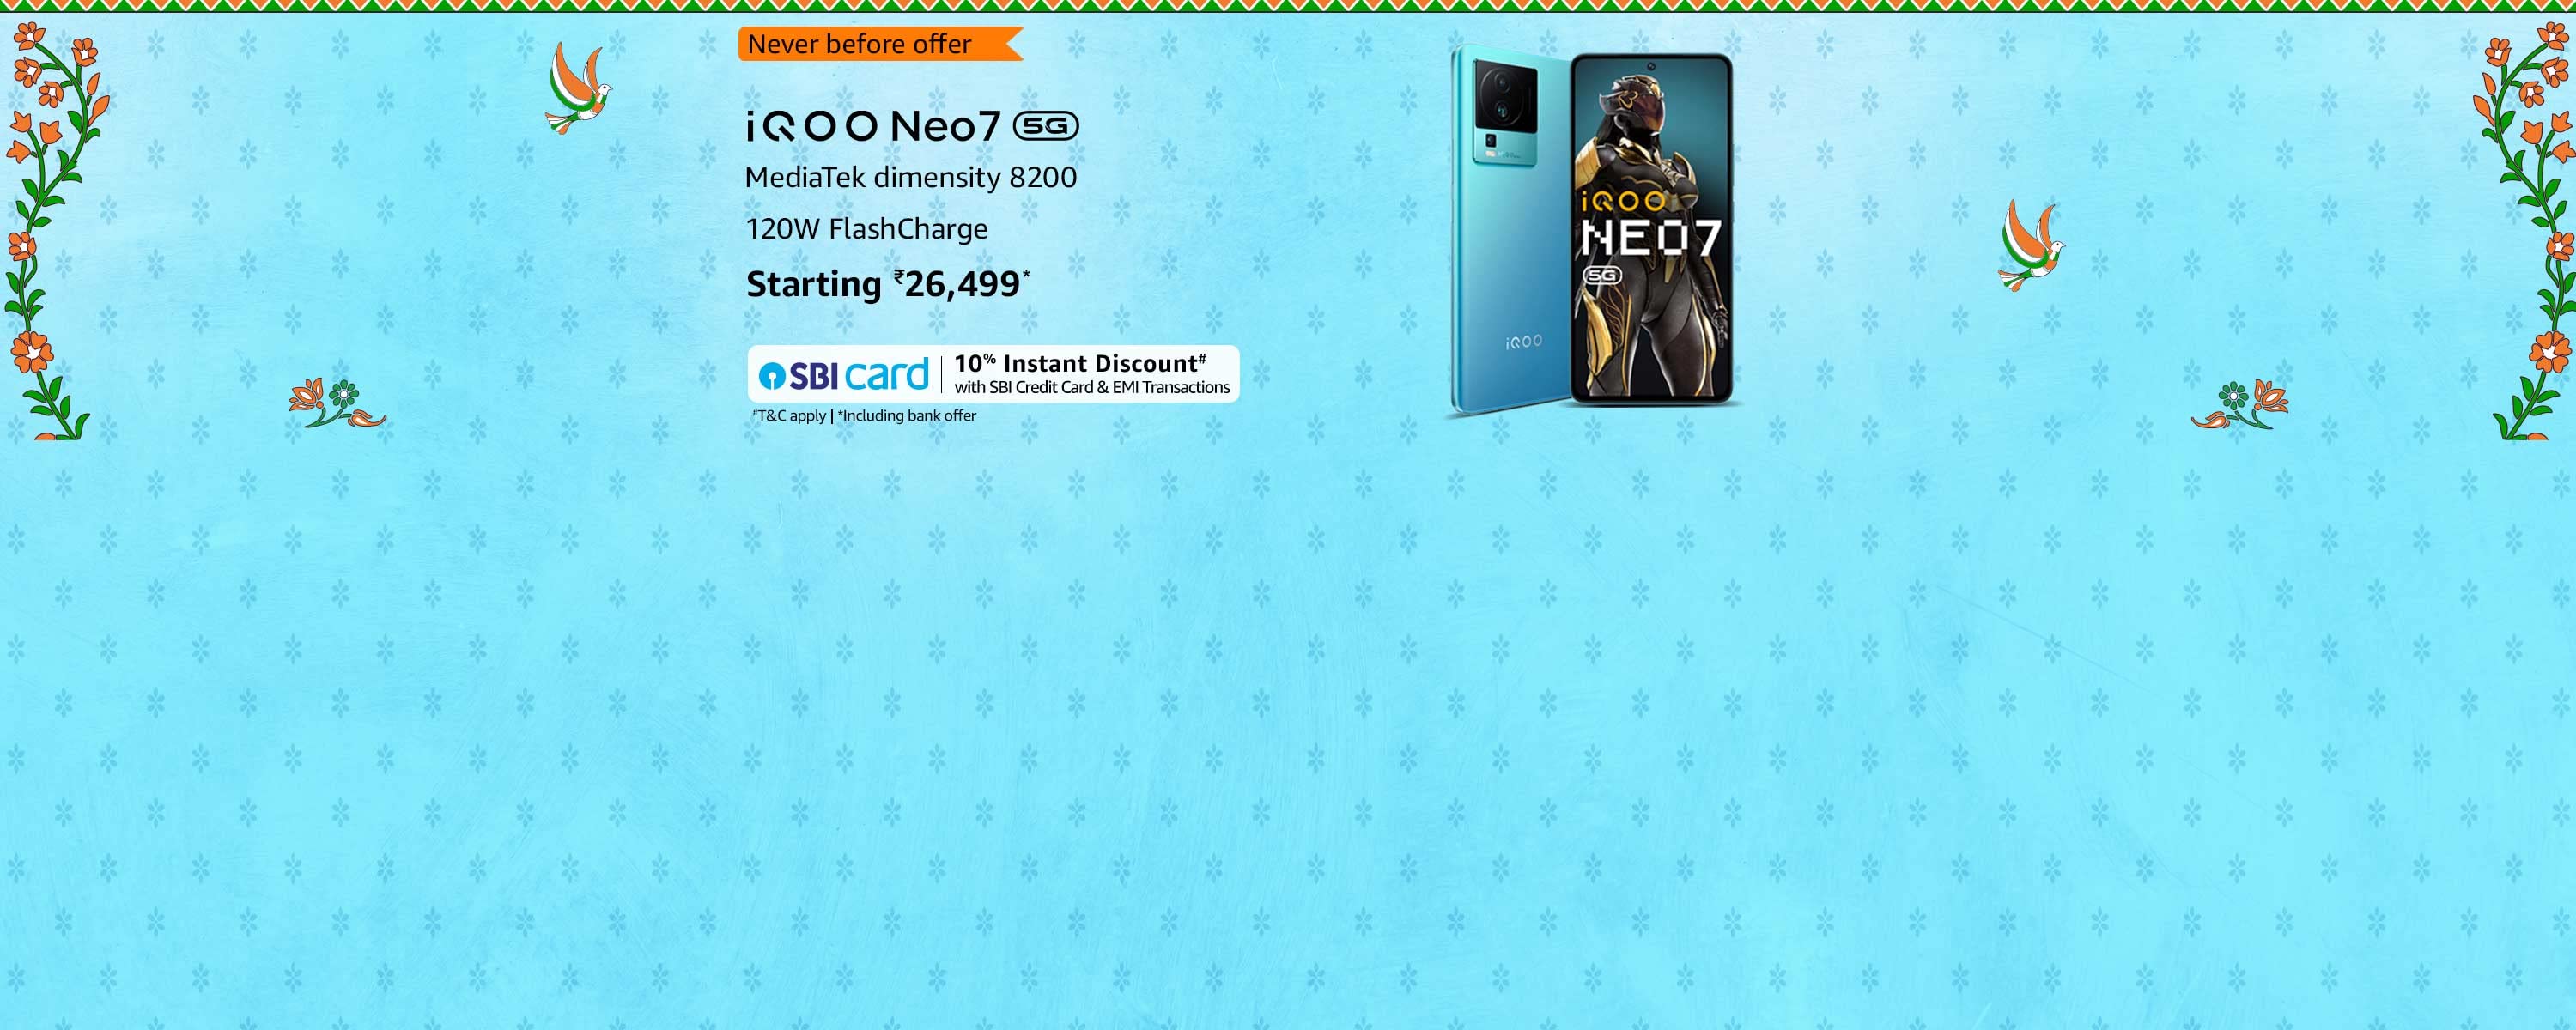 Never before offer
iQOO Neo7 5G
MediaTek dimensity 8200
120W FlashCharge
Starting ₹26,499*
SBI card
10% Instant Discount#
with SBI Credit Card & EMI Transactions
#T&C apply | *Including bank offer
iQOO
NEO7
5G
iQOO